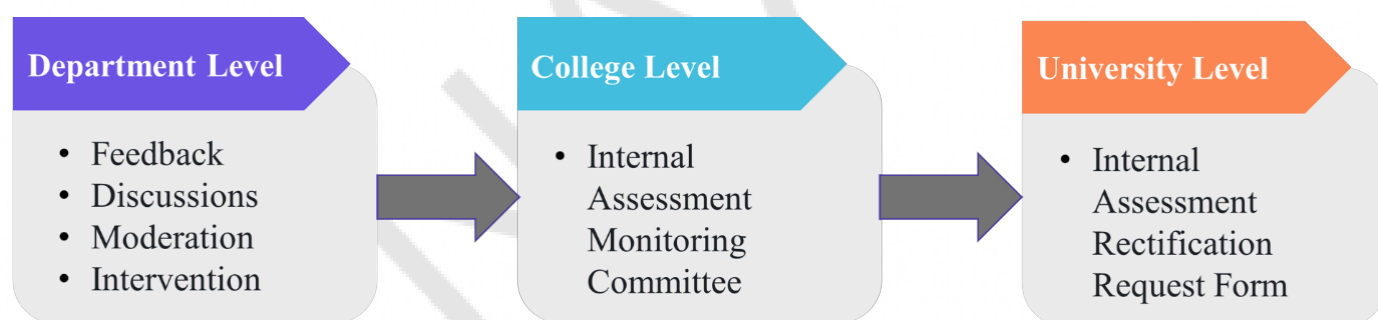 Department Level
• Feedback
• Discussions
• Moderation
• Intervention
College Level
• Internal
Assessment
Monitoring
Committee
University Level
• Internal
Assessment
Rectification
Request Form